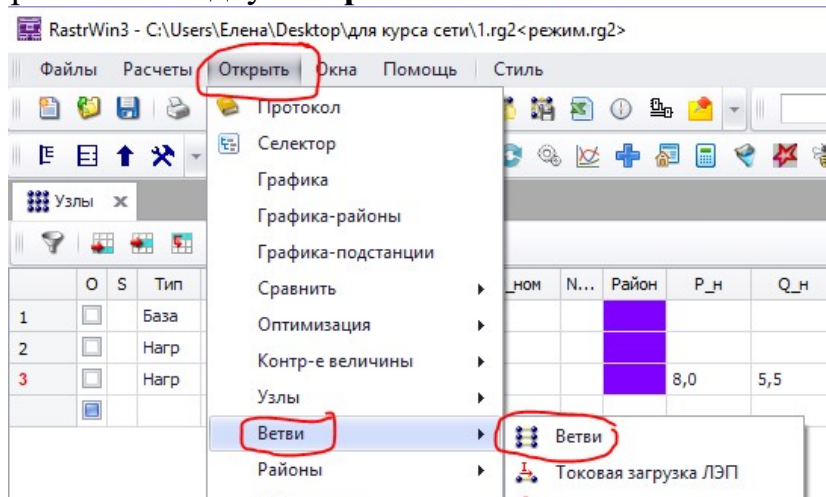 RastrWin3 - C:\Users\Елена\Desktop\для курса сети\1.rg2<режим.rg2>
Файлы Расчеты Открыть Окна Помощь Стиль
Протокол
Селектор
Узлы
Графика
Графика-районы
Графика-подстанции
O S Тип Сравнить _ном N... Район P_н Q_н
1 База Оптимизация
2 Нагр Контр-е величины
3 Нагр 8,0 5,5
Узлы
Ветви Ветви
Районы Токовая загрузка ЛЭП